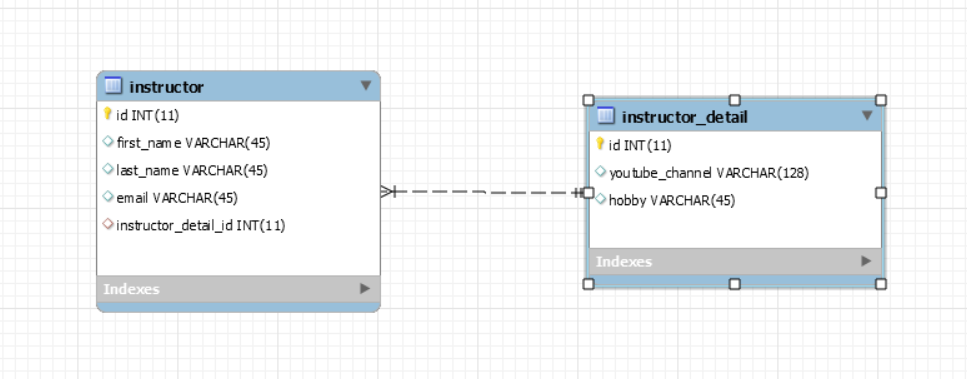 instructor
id INT(11)
first_name VARCHAR(45)
last_name VARCHAR(45)
email VARCHAR(45)
instructor_detail_id INT(11)
Indexes
instructor_detail
id INT(11)
youtube_channel VARCHAR(128)
hobby VARCHAR(45)
Indexes